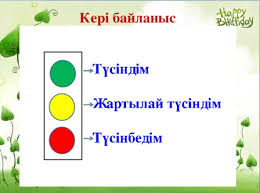 Кері байланыс
Happy
Birthday
Түсіндім
Жартылай түсіндім
Түсінбедім